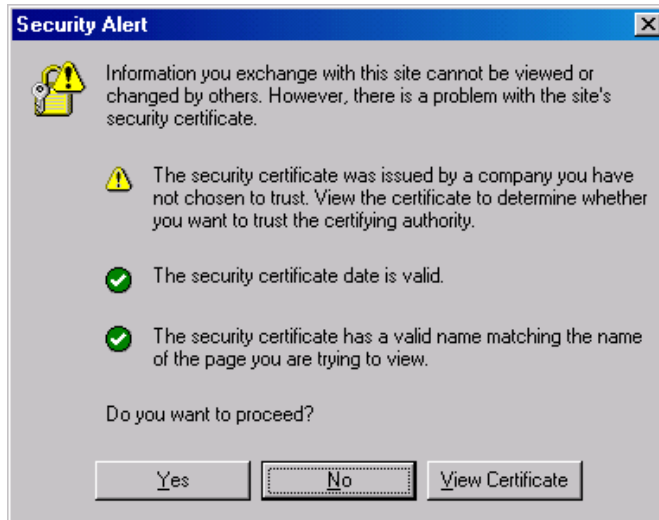 Security Alert
Information you exchange with this site cannot be viewed or
changed by others. However, there is a problem with the site's
security certificate.
The security certificate was issued by a company you have
not chosen to trust. View the certificate to determine whether
you want to trust the certifying authority.
The security certificate date is valid.
The security certificate has a valid name matching the name
of the page you are trying to view.
Do you want to proceed?
Yes No View Certificate